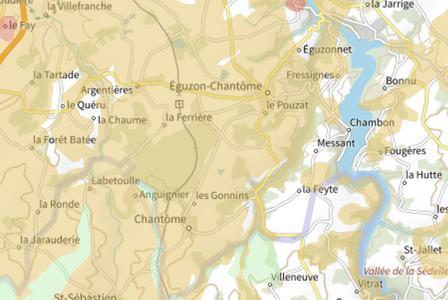 la Villefranche
la Jarrige
le Fay
Éguzonnet
la Tartade
Fressignes
Bonnu
Argentières
Éguzon-Chantôme
le Quéru
le Pouzat
la Chaume
la Ferrière
Chambon
la Forêt Batée
Messant
Fougères
la Hutte
Labetoulle
Anguignier
les Gonnins
la Feyte
la Ronde
Chantôme
les
la Jarauderie
St-Jallet
Vallée de la Sédelle
Villeneuve
Vitrat
St-Sébastien